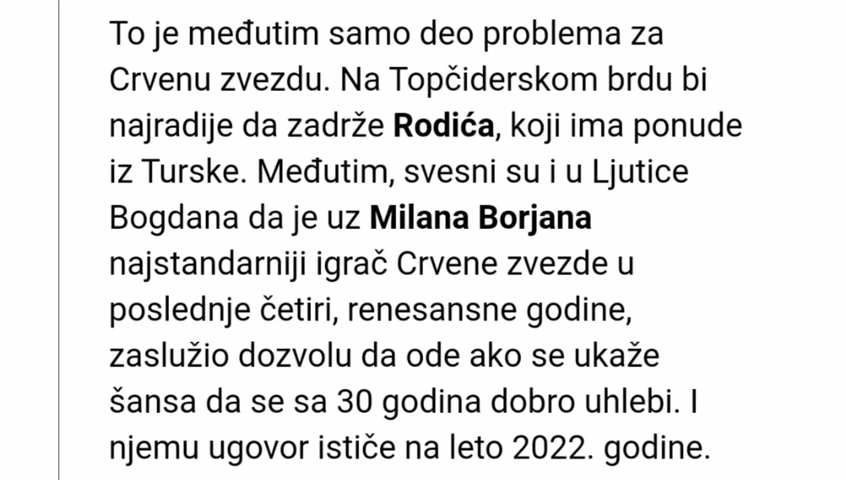 To je međutim samo deo problema za
Crvenu zvezdu. Na Topčiderskom brdu bi
najradije da zadrže Rodića, koji ima ponude
iz Turske. Međutim, svesni su i u Ljutice
Bogdana da je uz Milana Borjana
najstandarniji igrač Crvene zvezde u
poslednje četiri, renesansne godine,
zaslužio dozvolu da ode ako se ukaže
šansa da se sa 30 godina dobro uhlebi. I
njemu ugovor ističe na leto 2022. godine.